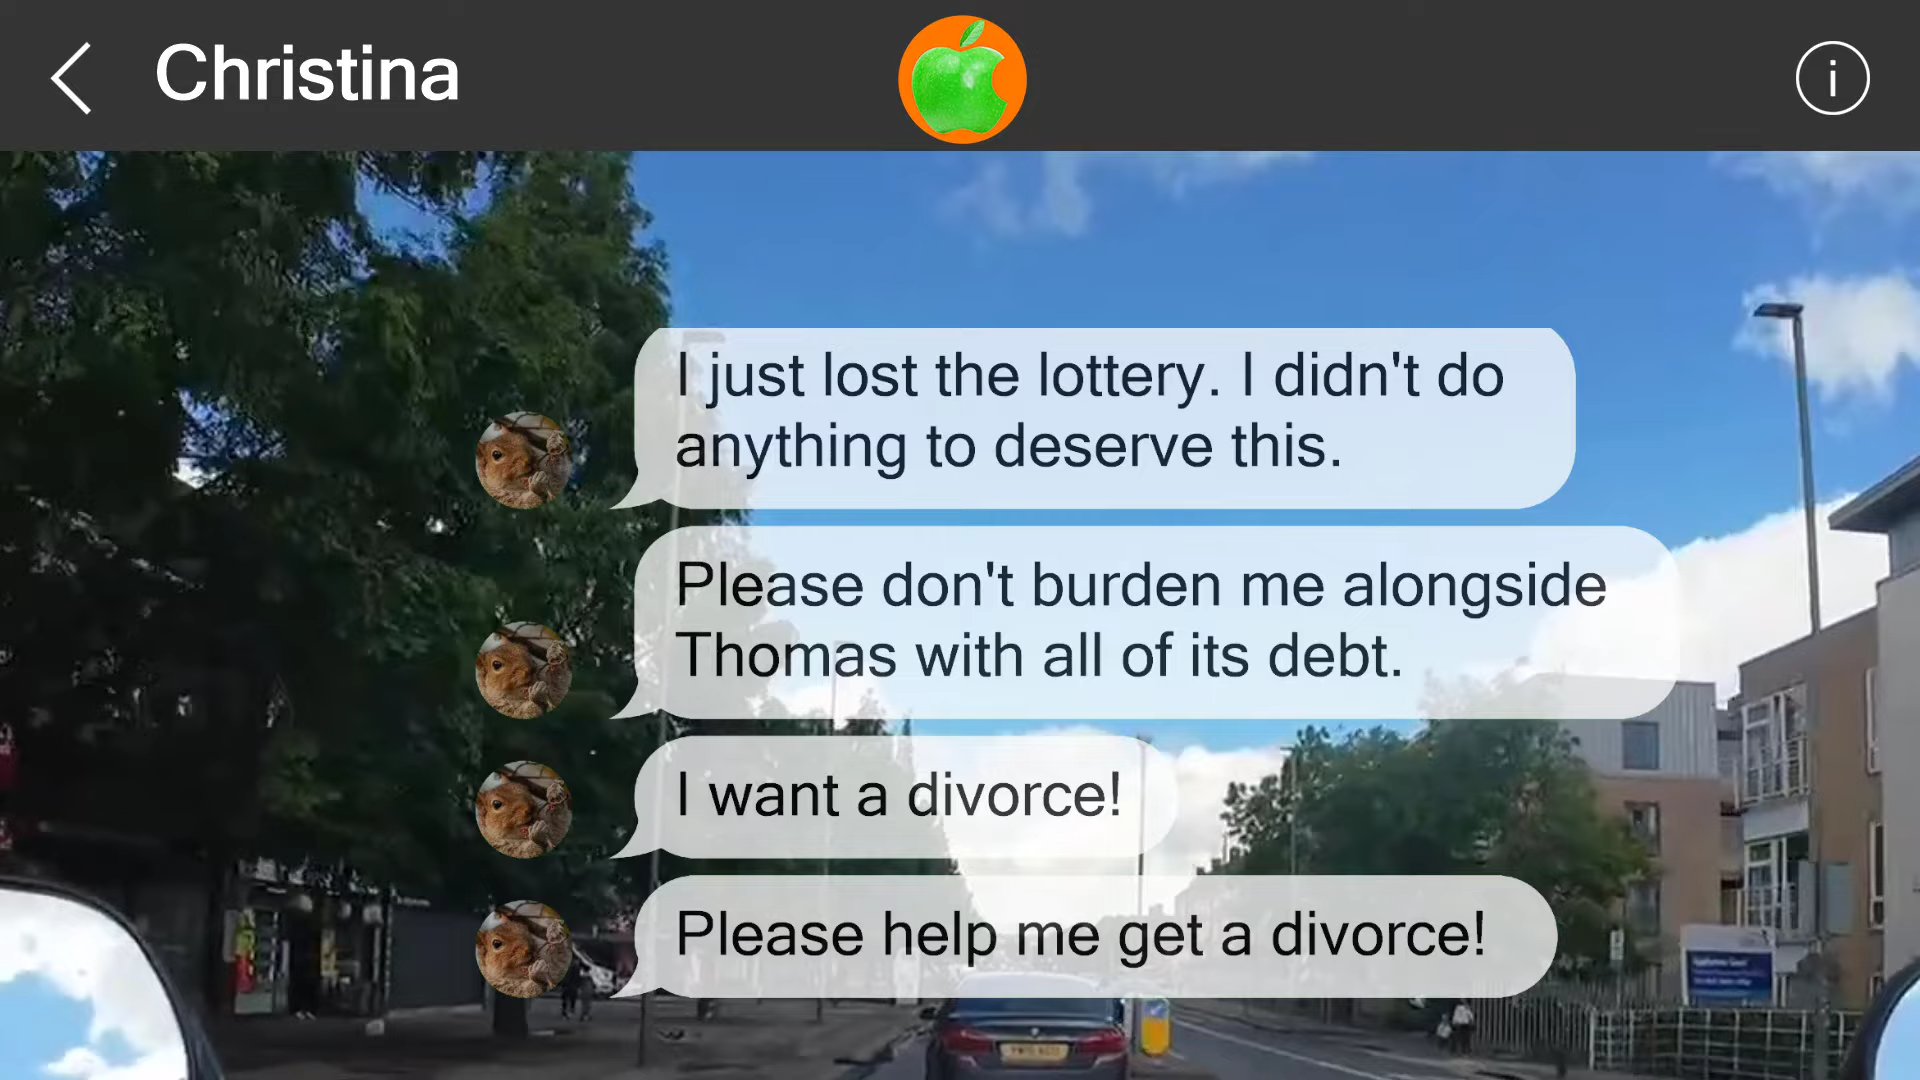 Christina
I just lost the lottery. I didn't do
anything to deserve this.
Please don't burden me alongside
Thomas with all of its debt.
I want a divorce!
Please help me get a divorce!